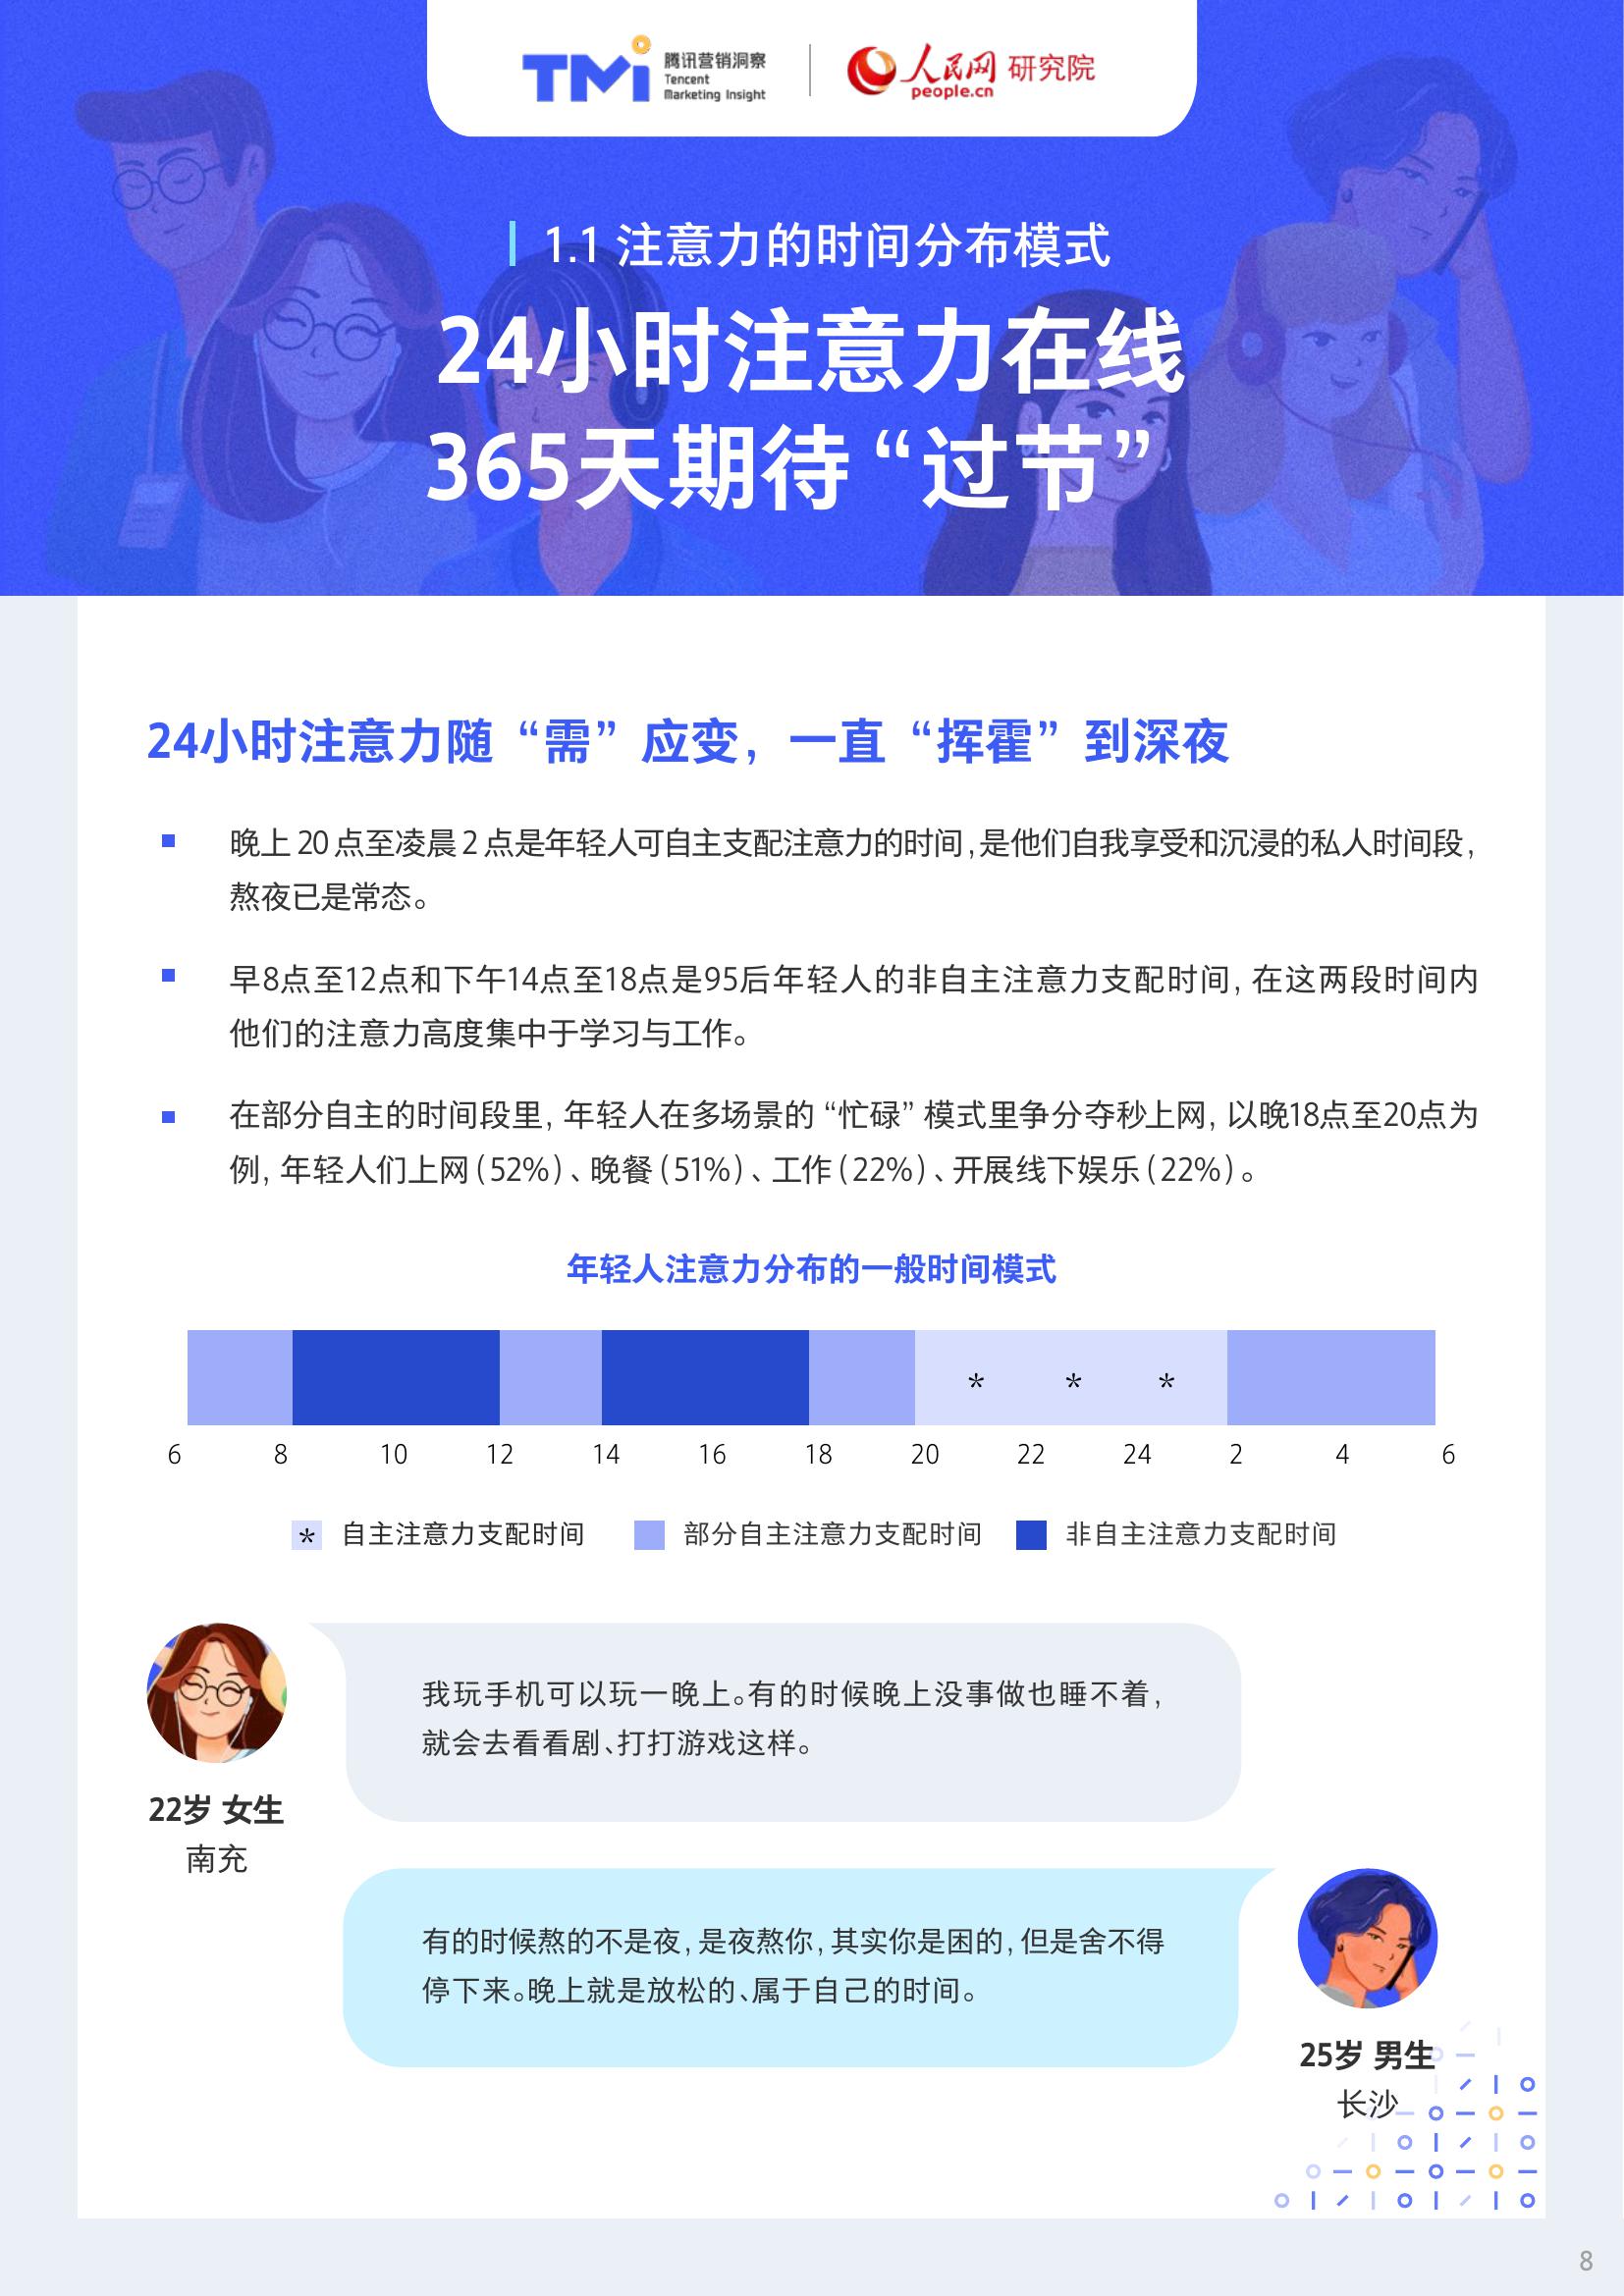 腾讯营销洞察
Tencent
Marketing Insight
人民网 研究院
people.cn
1.1 注意力的时间分布模式
24小时注意力在线
365天期待“过节”
24小时注意力随“需”应变，一直“挥霍”到深夜
晚上 20 点至凌晨 2 点是年轻人可自主支配注意力的时间，是他们自我享受和沉浸的私人时间段，
熬夜已是常态。
早8点至12点和下午14点至18点是95后年轻人的非自主注意力支配时间，在这两段时间内
他们的注意力高度集中于学习与工作。
在部分自主的时间段里，年轻人在多场景的“忙碌”模式里争分夺秒上网，以晚18点至20点为
例，年轻人们上网（52%）、晚餐（51%）、工作（22%）、开展线下娱乐（22%）。
年轻人注意力分布的一般时间模式
* * *
6 8 10 12 14 16 18 20 22 24 2 4 6
* 自主注意力支配时间 部分自主注意力支配时间 非自主注意力支配时间
我玩手机可以玩一晚上。有的时候晚上没事做也睡不着，
就会去看看剧、打打游戏这样。
22岁 女生
南充
有的时候熬的不是夜，是夜熬你，其实你是困的，但是舍不得
停下来。晚上就是放松的、属于自己的时间。
25岁 男生
长沙
8